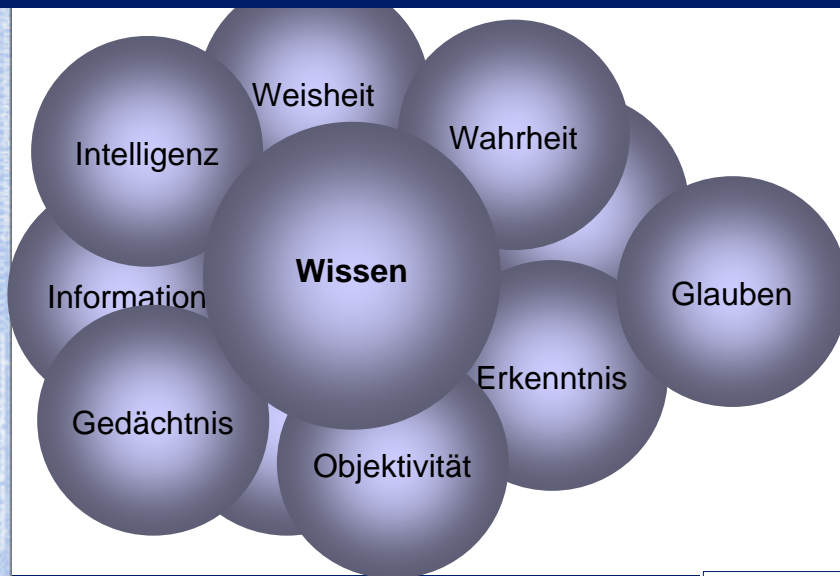 Weisheit
Intelligenz
Wahrheit
Wissen
Information
Glauben
Erkenntnis
Gedächtnis
Objektivität